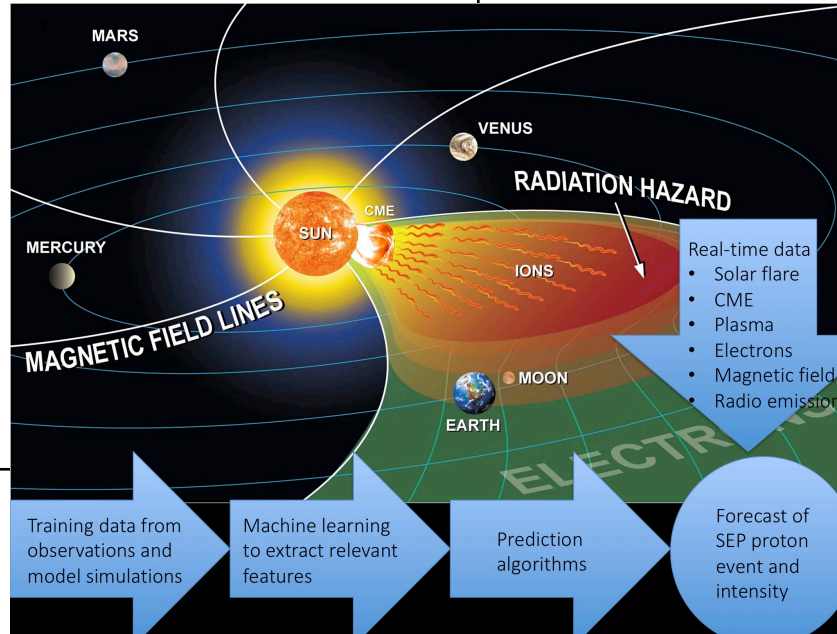 MARS
VENUS
RADIATION HAZARD
CME
SUN
MERCURY
IONS
MAGNETIC FIELD LINES
MOON
EARTH
Real-time data
• Solar flare
• CME
• Plasma
• Electrons
• Magnetic field
• Radio emission
Training data from
observations and
model simulations
Machine learning
to extract relevant
features
Prediction
algorithms
Forecast of
SEP proton
event and
intensity